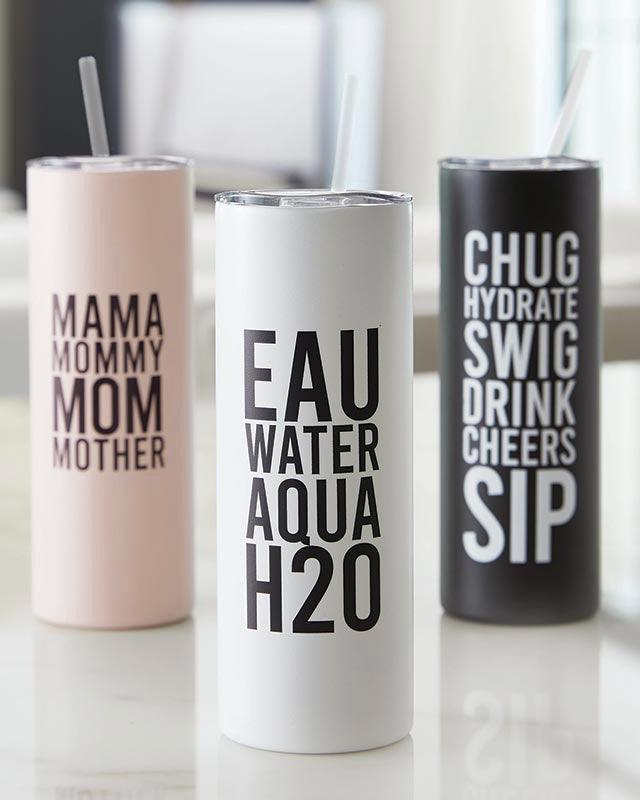 MAMA
MOMMY
MOM
MOTHER
EAU
WATER
AQUA
H2O
CHUG
HYDRATE
SWIG
DRINK
CHEERS
SIP